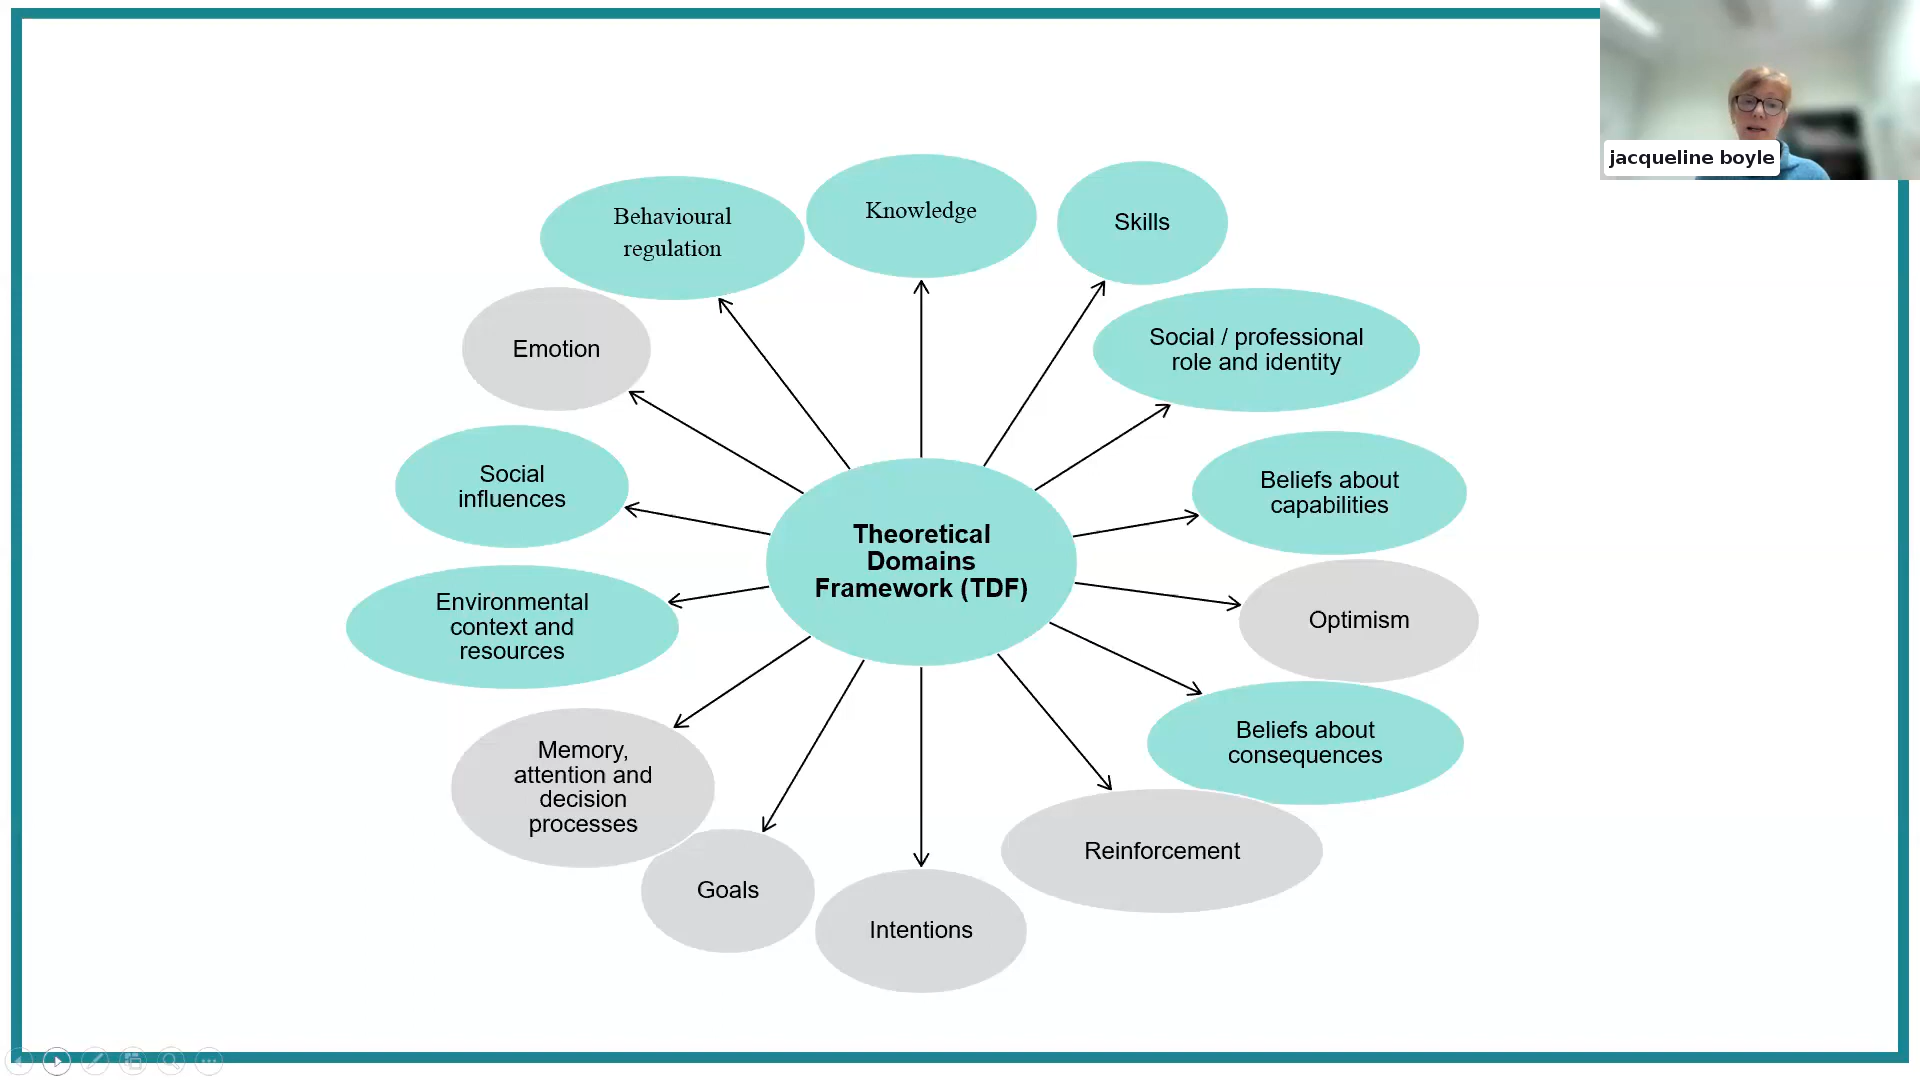 jacqueline boyle
Behavioural
regulation
Knowledge
Skills
Emotion
Social / professional
role and identity
Social
influences
Beliefs about
capabilities
Theoretical
Domains
Framework (TDF)
Environmental
context and
resources
Optimism
Beliefs about
consequences
Memory,
attention and
decision
processes
Reinforcement
Goals
Intentions